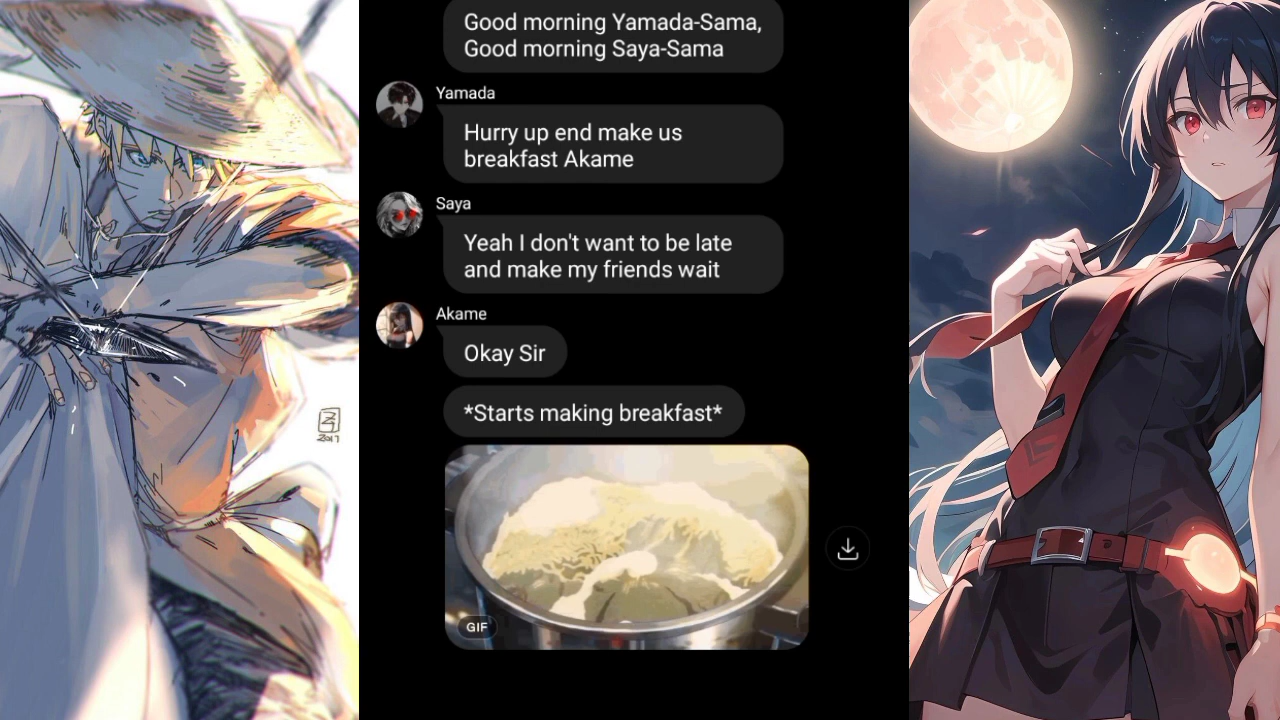 Good morning Yamada-Sama,
Good morning Saya-Sama
Yamada
Hurry up end make us
breakfast Akame
Saya
Yeah I don't want to be late
and make my friends wait
Akame
Okay Sir
*Starts making breakfast*
GIF
2017